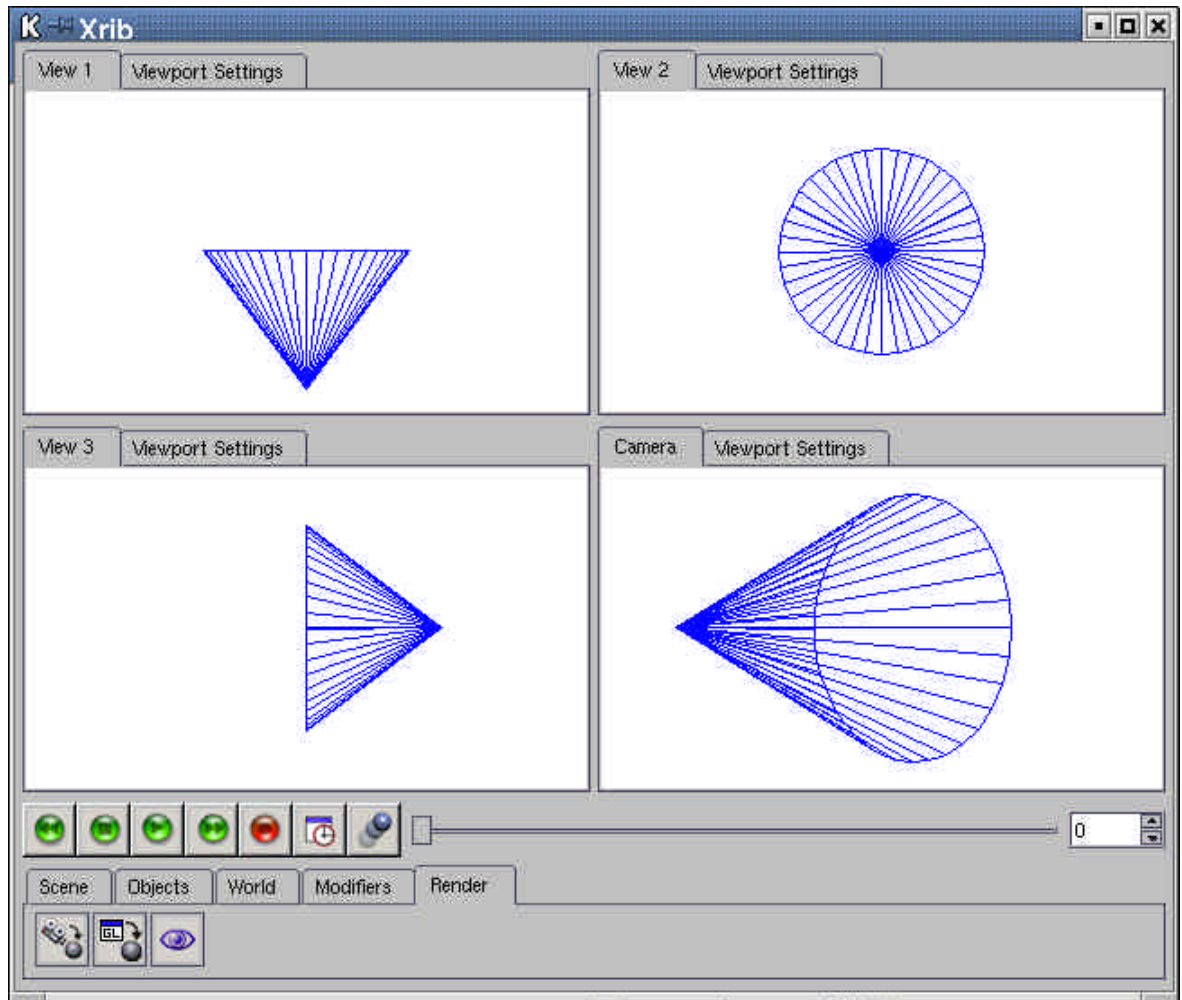 Xrib
View 1 Viewport Settings
View 2 Viewport Settings
View 3 Viewport Settings
Camera Viewport Settings
0
Scene Objects World Modifiers Render
GL